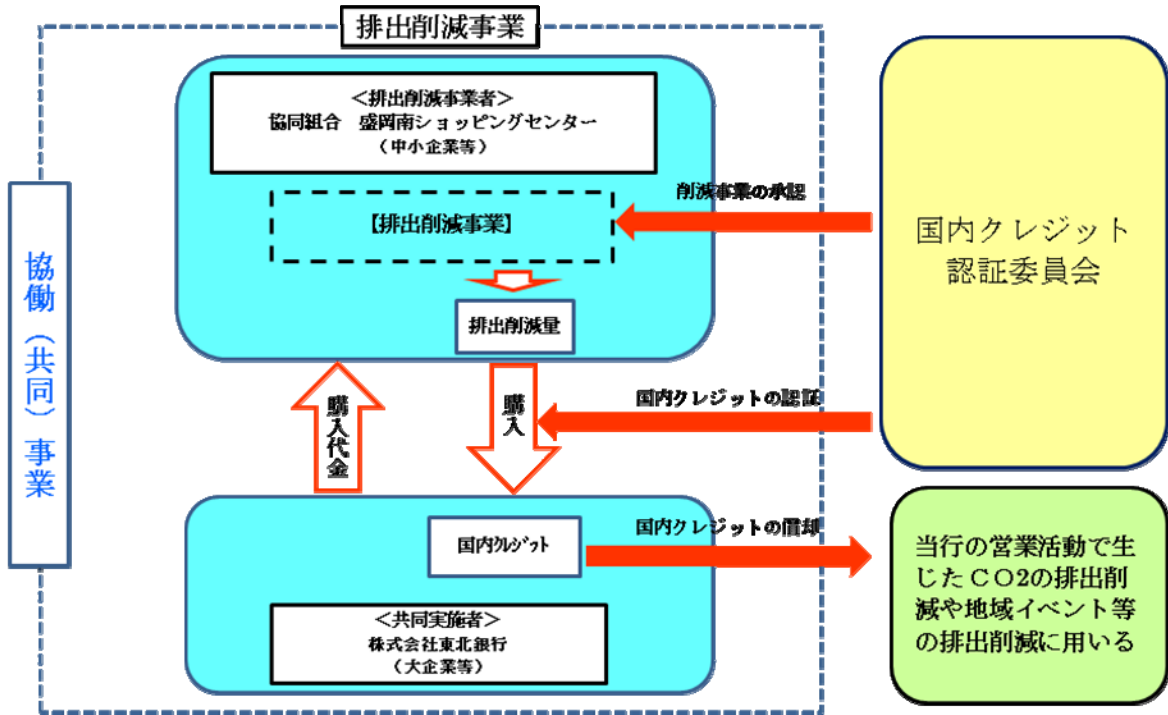 排出削減事業
＜排出削減事業者＞
協同組合　盛岡南ショッピングセンター
（中小企業等）
削減事業の承認
【排出削減事業】
国内クレジット
認証委員会
排出削減量
協働（共同）事業
購入代金
購入
国内クレジットの認証
国内クレジットの償却
国内ｸﾚｼﾞｯﾄ
当行の営業活動で生
じたＣＯ2の排出削
減や地域イベント等
の排出削減に用いる
＜共同実施者＞
株式会社東北銀行
（大企業等）